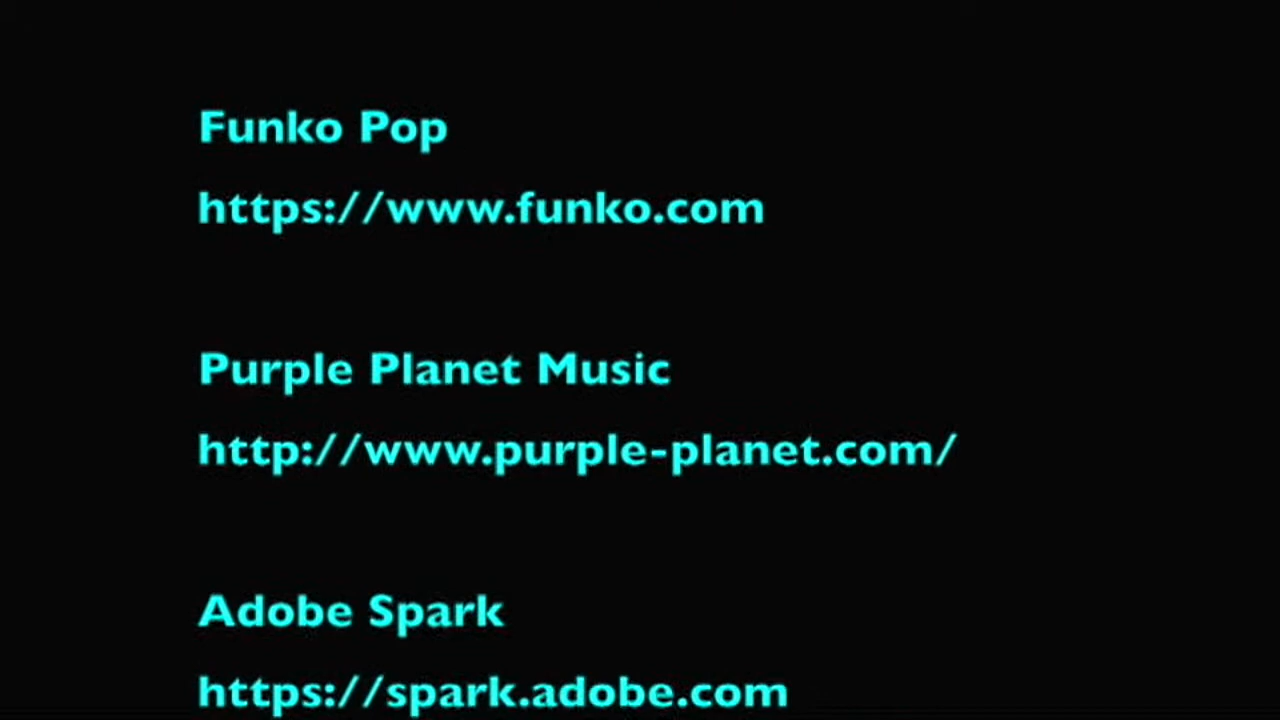 Funko Pop
https://www.funko.com
Purple Planet Music
http://www.purple-planet.com/
Adobe Spark
https://spark.adobe.com